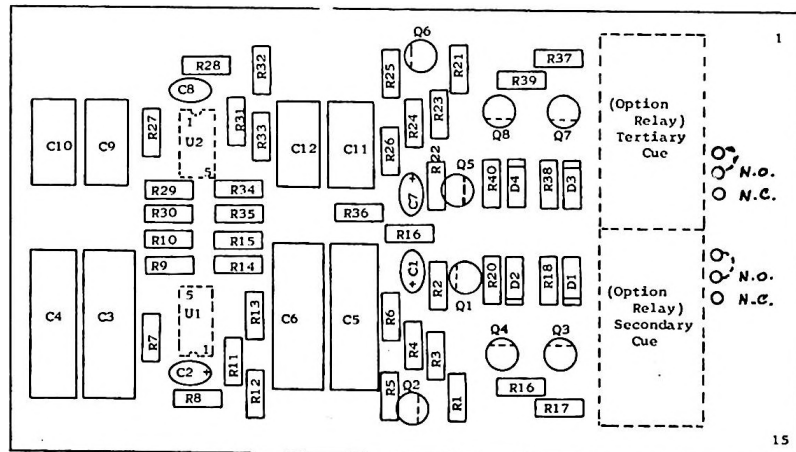 Q6
1
R28
R32
R25
R21
R37
R39
C8
R27
1
U2
5
R31
R33
C10
C9
C12
C11
R24
R23
R26
Q8
Q7
(Option
Relay)
Tertiary
Cue
N.O.
N.C.
R22
Q5
C7 +
R40
D4
R38
D3
R29
R34
R30
R35
R36
R10
R15
R16
R9
R14
+ C1
R2
Q1
R20
D2
R18
D1
(Option
Relay)
Secondary
Cue
N.O.
N.C.
C4
C3
5
U1
1
R13
C6
C5
R6
R7
R11
R4
R3
Q4
Q3
C2 +
R8
R12
R5
Q2
R1
R16
R17
15